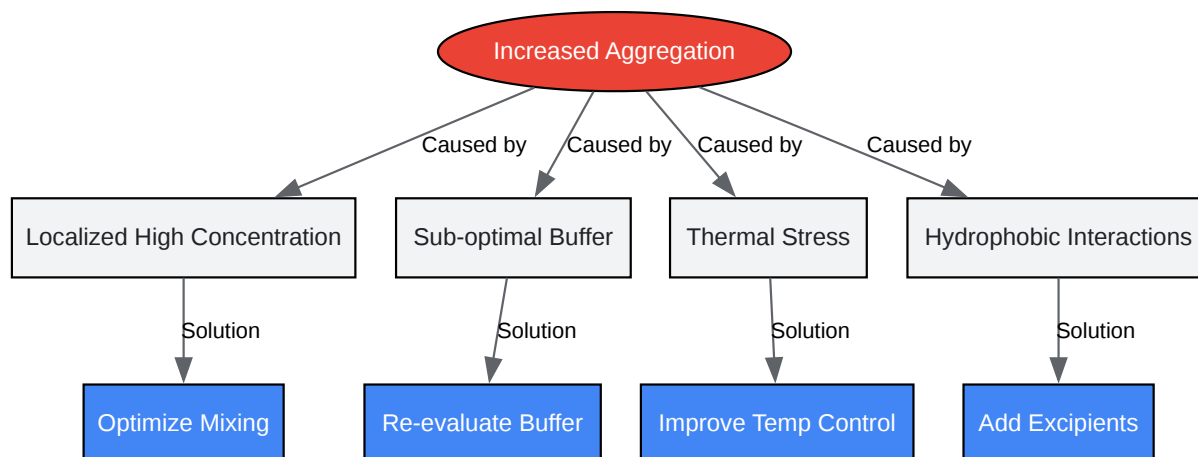 Increased Aggregation
Caused by
Caused by
Caused by
Caused by
Localized High Concentration
Sub-optimal Buffer
Thermal Stress
Hydrophobic Interactions
Solution
Solution
Solution
Solution
Optimize Mixing
Re-evaluate Buffer
Improve Temp Control
Add Excipients